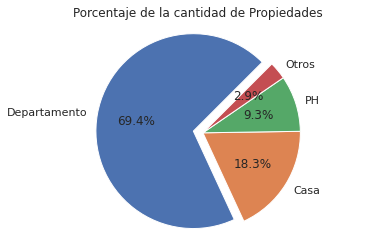 Porcentaje de la cantidad de Propiedades
Otros
2.9%
PH
9.3%
Departamento
69.4%
18.3%
Casa